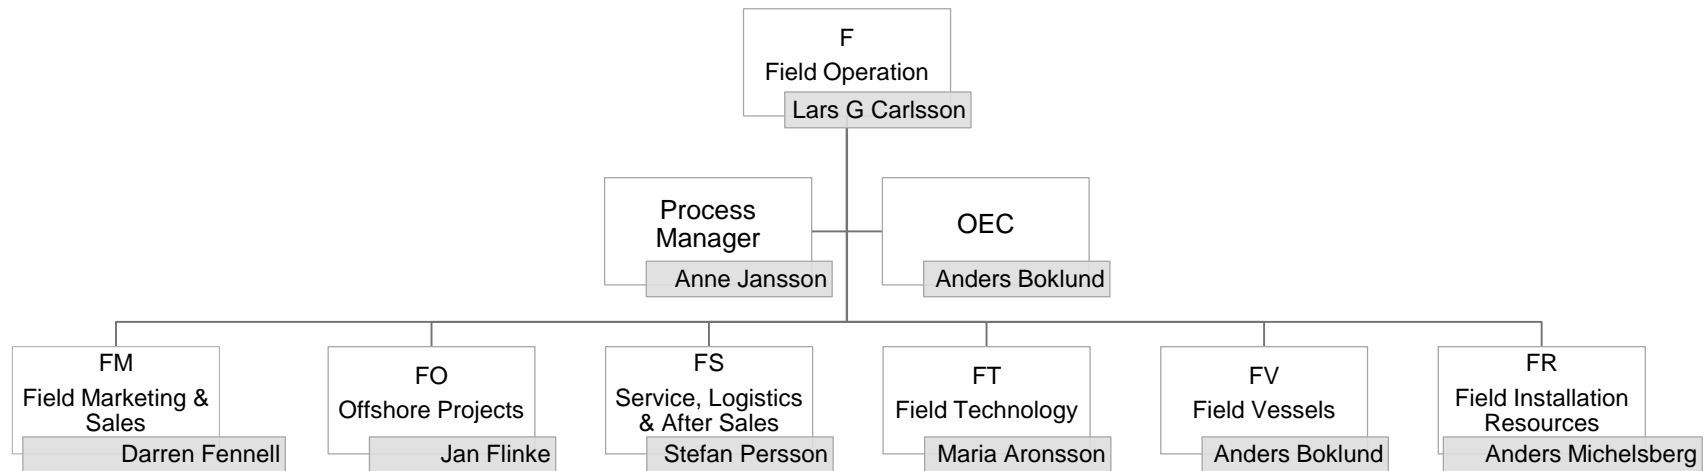 F
Field Operation
Lars G Carlsson
Process
Manager
Anne Jansson
OEC
Anders Boklund
FM
Field Marketing &
Sales
Darren Fennell
FO
Offshore Projects
Jan Flinke
FS
Service, Logistics
& After Sales
Stefan Persson
FT
Field Technology
Maria Aronsson
FV
Field Vessels
Anders Boklund
FR
Field Installation
Resources
Anders Michelsberg